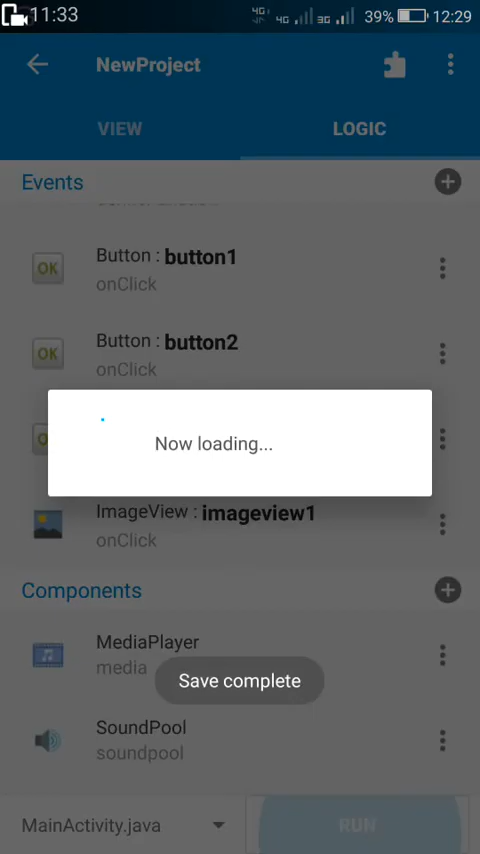 11:33 4G 4G 3G 39% 12:29
NewProject
VIEW LOGIC
Events
Button : button1
onClick
Button : button2
onClick
OK
OK
Now loading...
ImageView : imageview1
onClick
Components
MediaPlayer
media
Save complete
SoundPool
soundpool
MainActivity.java RUN